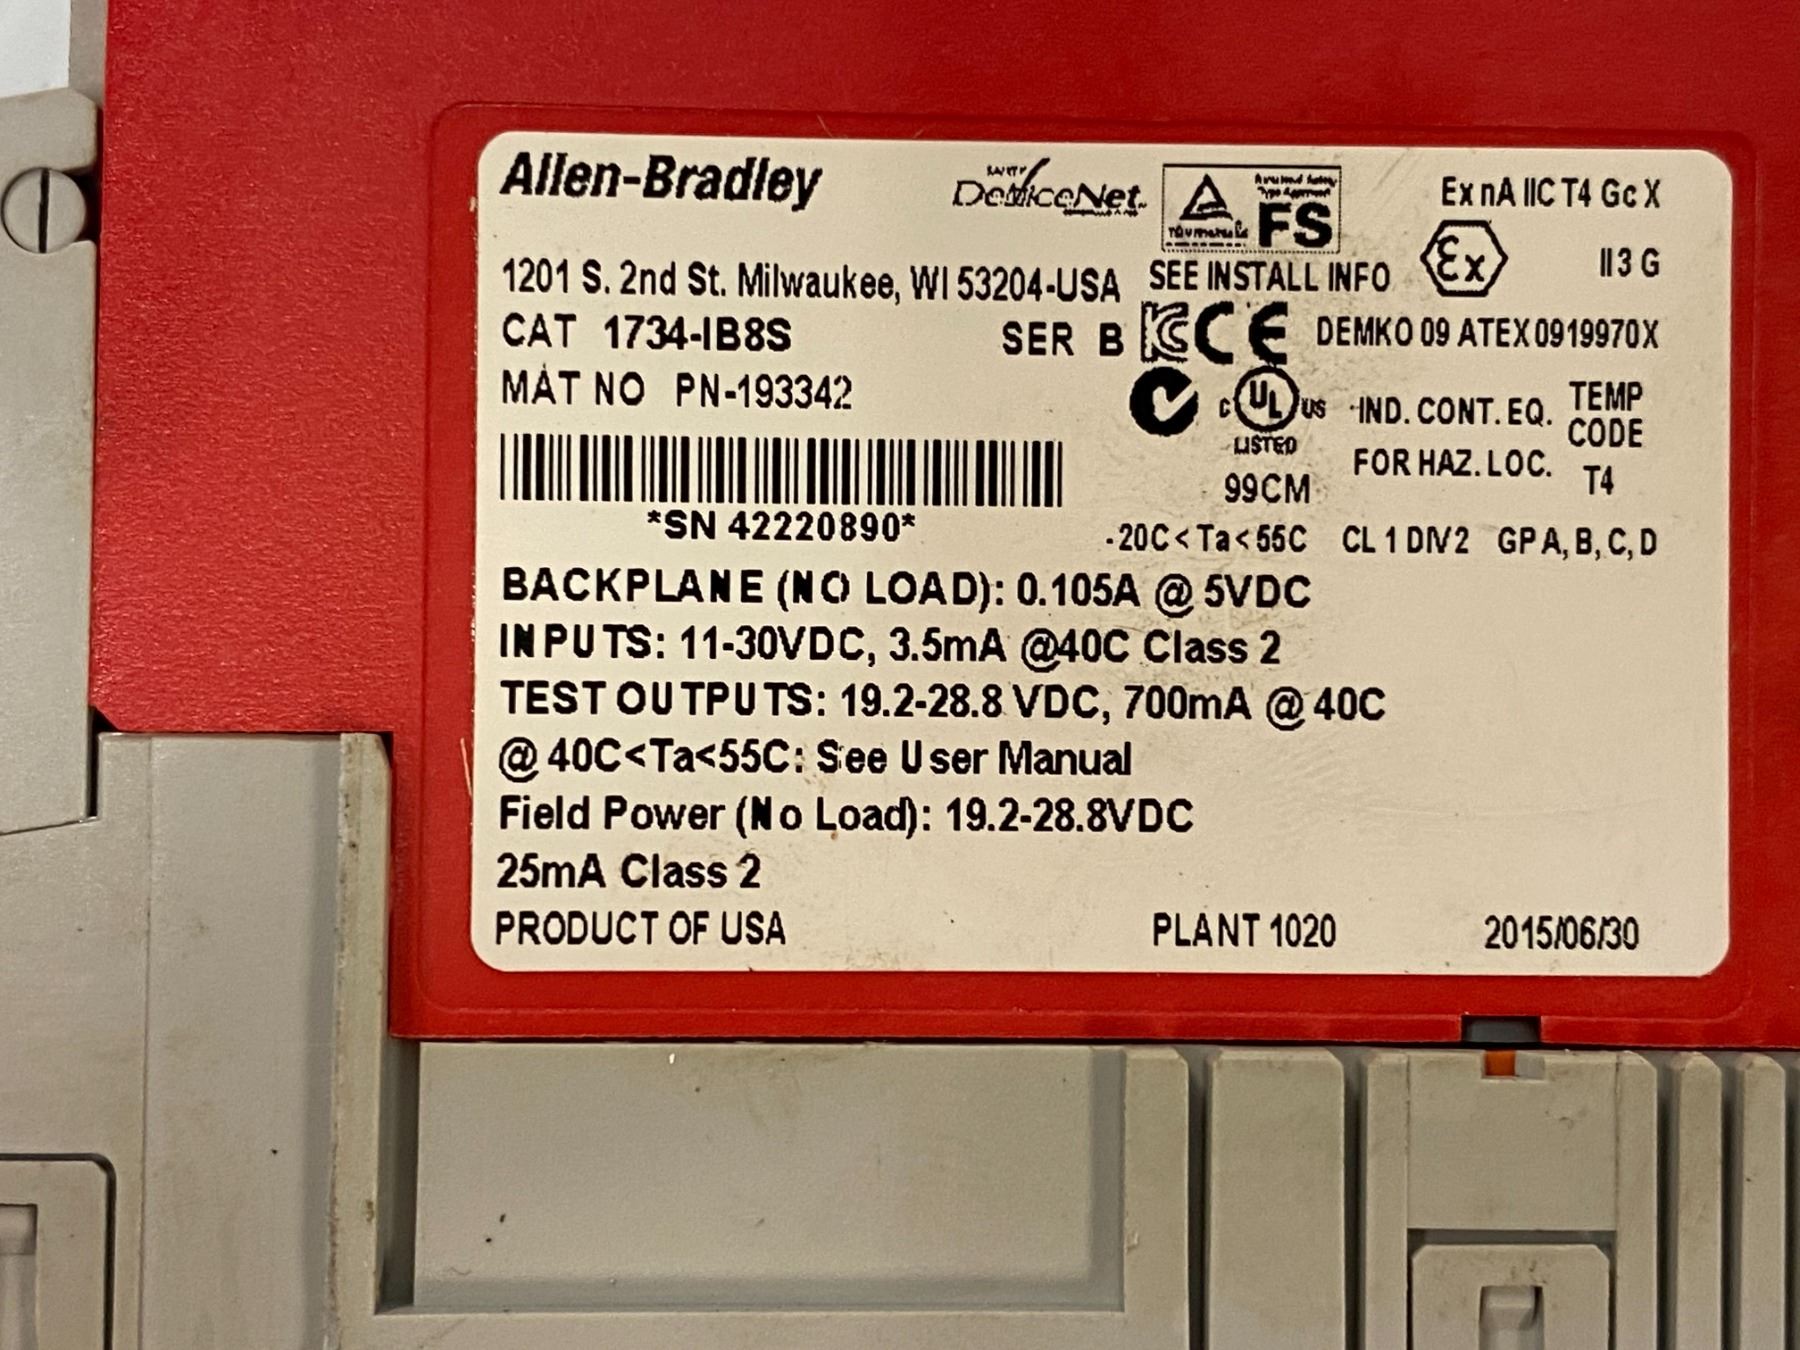 Allen-Bradley
DeviceNet
FS
Ex nA IIC T4 Gc X
Ex
II 3 G
1201 S. 2nd St. Milwaukee, WI 53204-USA
SEE INSTALL INFO
CAT 1734-IB8S
SER B
KC CE
DEMKO 09 ATEX 0919970X
MAT NO PN-193342
C UL US
LISTED
99CM
IND. CONT. EQ.
FOR HAZ. LOC.
TEMP
CODE
T4
*SN 42220890*
-20C<Ta<55C CL 1 DIV 2 GP A, B, C, D
BACKPLANE (NO LOAD): 0.105A @ 5VDC
INPUTS: 11-30VDC, 3.5mA @40C Class 2
TEST OUTPUTS: 19.2-28.8 VDC, 700mA @ 40C
@ 40C<Ta<55C: See User Manual
Field Power (No Load): 19.2-28.8VDC
25mA Class 2
PRODUCT OF USA
PLANT 1020
2015/06/30